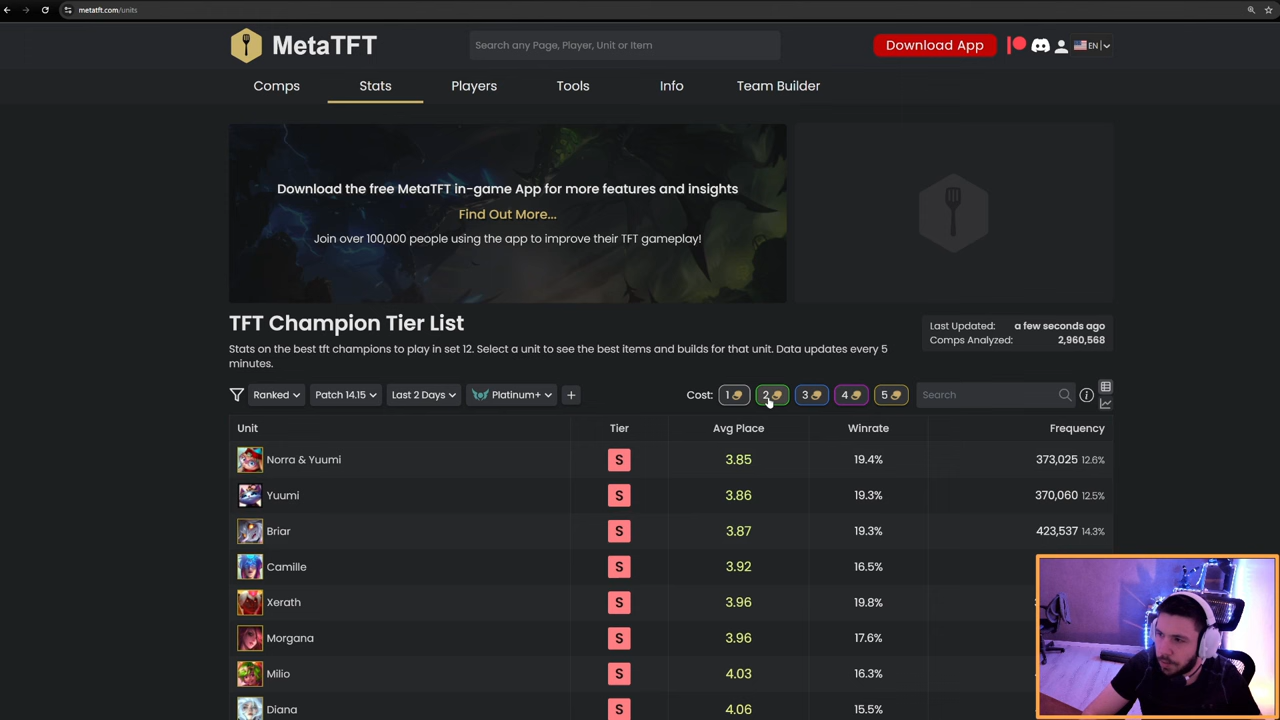 metatft.com/units
MetaTFT
Search any Page, Player, Unit or Item
Download App
EN
Comps
Stats
Players
Tools
Info
Team Builder
Download the free MetaTFT in-game App for more features and insights
Find Out More...
Join over 100,000 people using the app to improve their TFT gameplay!
TFT Champion Tier List
Stats on the best tft champions to play in set 12. Select a unit to see the best items and builds for that unit. Data updates every 5
minutes.
Last Updated: a few seconds ago
Comps Analyzed: 2,960,568
Ranked
Patch 14.15
Last 2 Days
Platinum+
+
Cost: 1 2 3 4 5
Search
Unit Tier Avg Place Winrate Frequency
Norra & Yuumi S 3.85 19.4% 373,025 12.6%
Yuumi S 3.86 19.3% 370,060 12.5%
Briar S 3.87 19.3% 423,537 14.3%
Camille S 3.92 16.5%
Xerath S 3.96 19.8%
Morgana S 3.96 17.6%
Milio S 4.03 16.3%
Diana S 4.06 15.5%